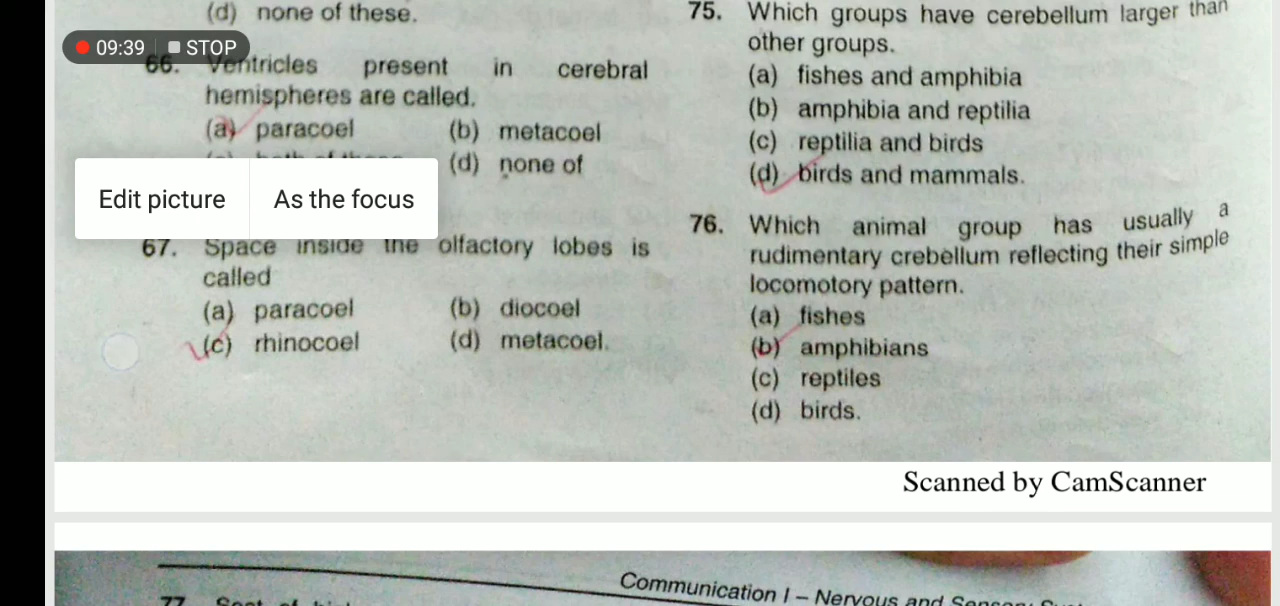 (d) none of these.
09:39 STOP
66. Ventricles present in cerebral
hemispheres are called.
(a) paracoel (b) metacoel
(d) none of
Edit picture As the focus
67. Space inside the olfactory lobes is
called
(a) paracoel (b) diocoel
(c) rhinocoel (d) metacoel.
75. Which groups have cerebellum larger than
other groups.
(a) fishes and amphibia
(b) amphibia and reptilia
(c) reptilia and birds
(d) birds and mammals.
76. Which animal group has usually a
rudimentary crebellum reflecting their simple
locomotory pattern.
(a) fishes
(b) amphibians
(c) reptiles
(d) birds.
Scanned by CamScanner
Communication I – Nervous and
77